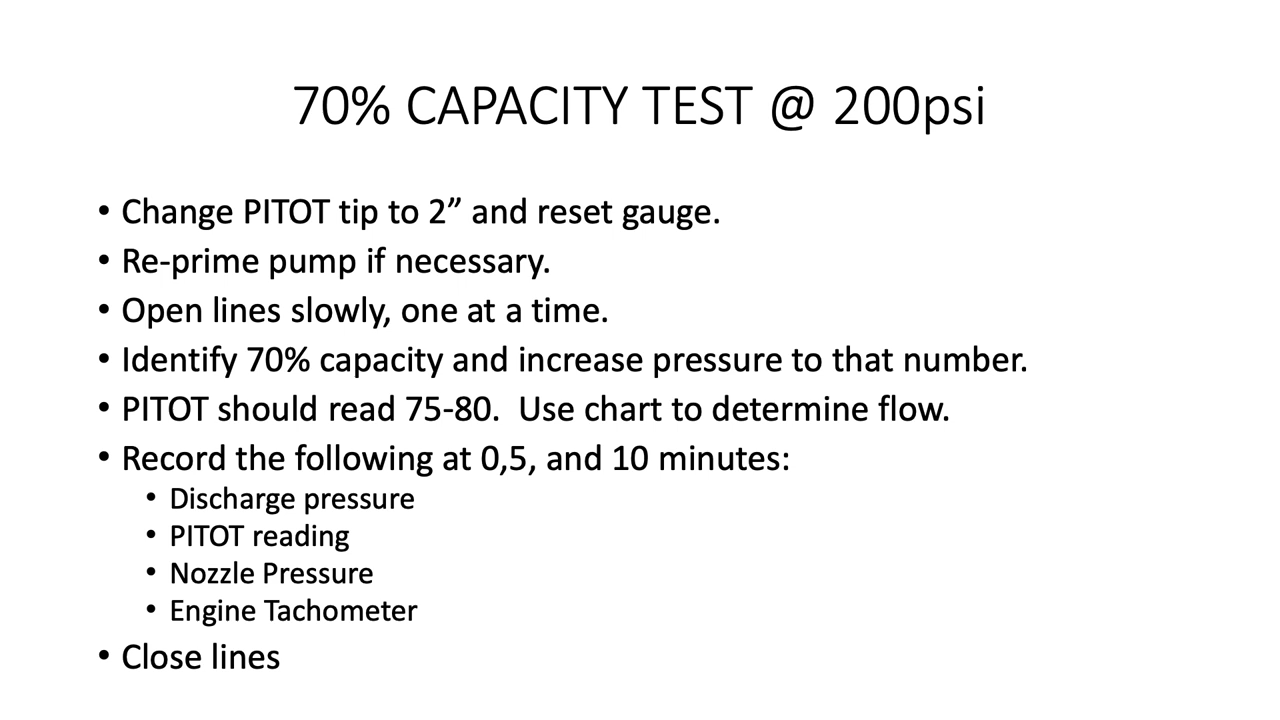 70% CAPACITY TEST @ 200psi
• Change PITOT tip to 2” and reset gauge.
• Re-prime pump if necessary.
• Open lines slowly, one at a time.
• Identify 70% capacity and increase pressure to that number.
• PITOT should read 75-80.  Use chart to determine flow.
• Record the following at 0,5, and 10 minutes:
• Discharge pressure
• PITOT reading
• Nozzle Pressure
• Engine Tachometer
• Close lines